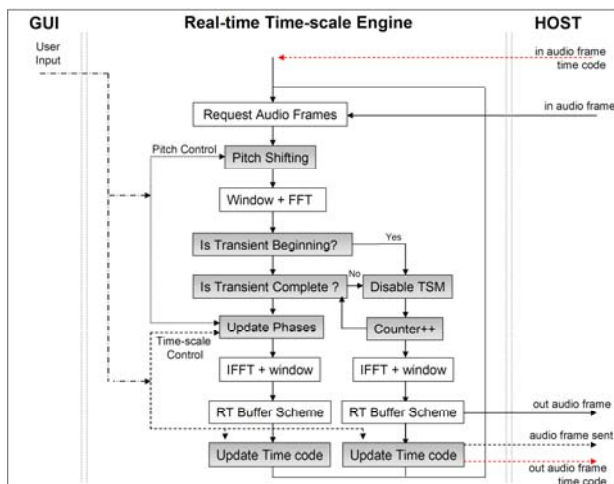 GUI
Real-time Time-scale Engine
HOST
User
Input
in audio frame
time code
Request Audio Frames
in audio frame
Pitch Control
Pitch Shifting
Window + FFT
Is Transient Beginning?
Yes
Is Transient Complete ?
No
Disable TSM
Update Phases
Counter++
Time-scale
Control
IFFT + window
IFFT + window
RT Buffer Scheme
RT Buffer Scheme
out audio frame
audio frame sent
Update Time code
Update Time code
out audio frame
time code